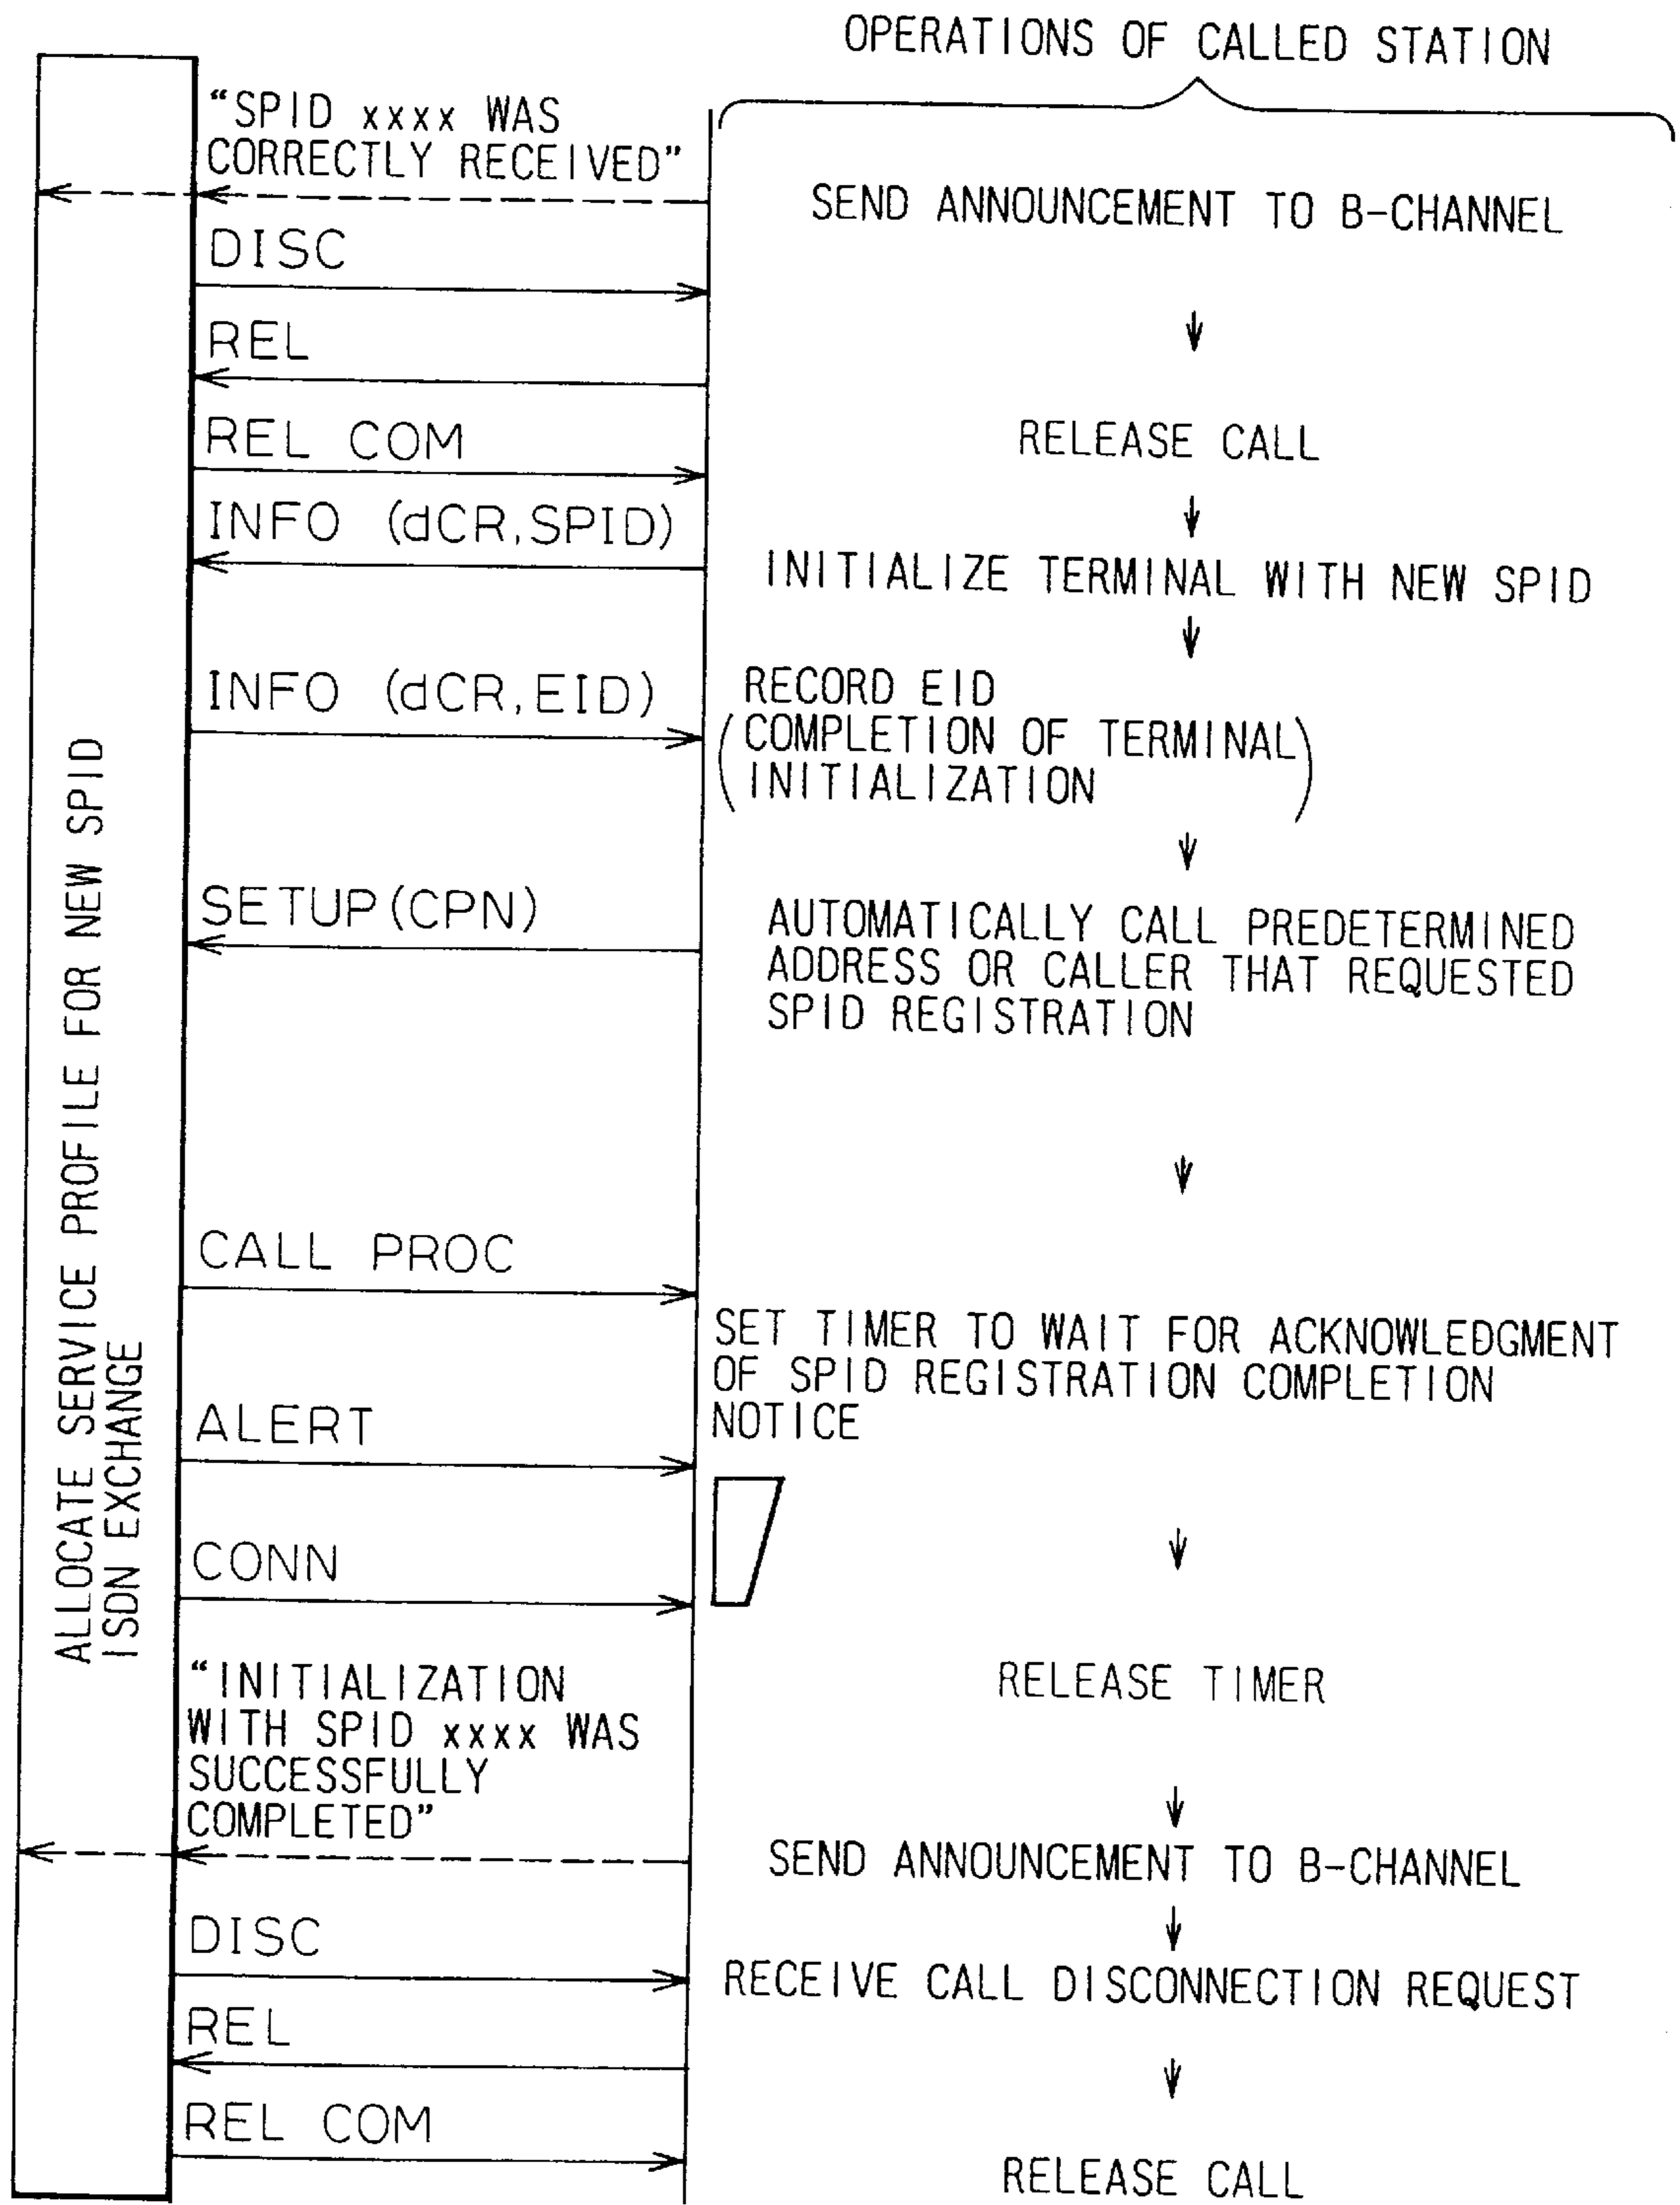 OPERATIONS OF CALLED STATION
“SPID xxxx WAS
CORRECTLY RECEIVED”
SEND ANNOUNCEMENT TO B-CHANNEL
DISC
REL
REL COM
RELEASE CALL
INFO (dCR,SPID)
INITIALIZE TERMINAL WITH NEW SPID
INFO (dCR,EID)
RECORD EID
(COMPLETION OF TERMINAL
INITIALIZATION)
SETUP(CPN)
AUTOMATICALLY CALL PREDETERMINED
ADDRESS OR CALLER THAT REQUESTED
SPID REGISTRATION
CALL PROC
SET TIMER TO WAIT FOR ACKNOWLEDGMENT
OF SPID REGISTRATION COMPLETION
NOTICE
ALERT
CONN
RELEASE TIMER
“INITIALIZATION
WITH SPID xxxx WAS
SUCCESSFULLY
COMPLETED”
SEND ANNOUNCEMENT TO B-CHANNEL
DISC
RECEIVE CALL DISCONNECTION REQUEST
REL
REL COM
RELEASE CALL
ALLOCATE SERVICE PROFILE FOR NEW SPID
ISDN EXCHANGE